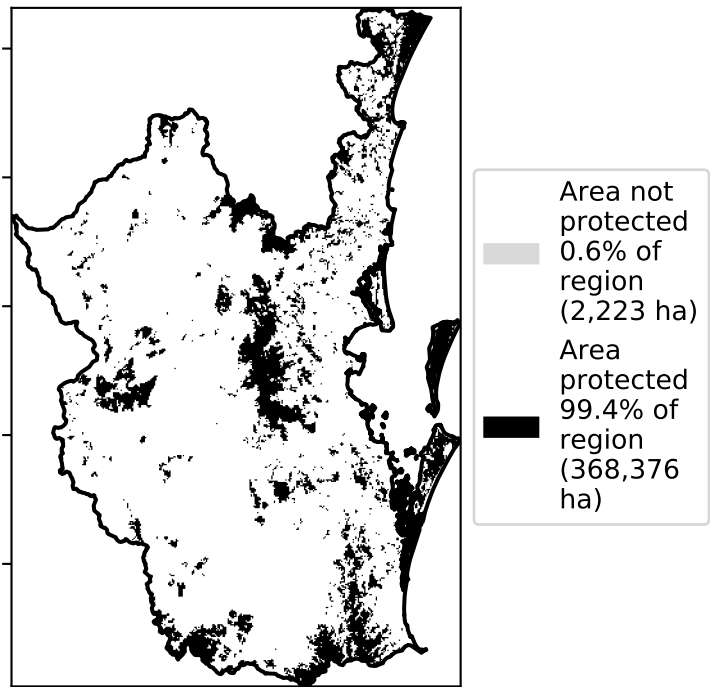 Area not
protected
0.6% of
region
(2,223 ha)
Area
protected
99.4% of
region
(368,376
ha)